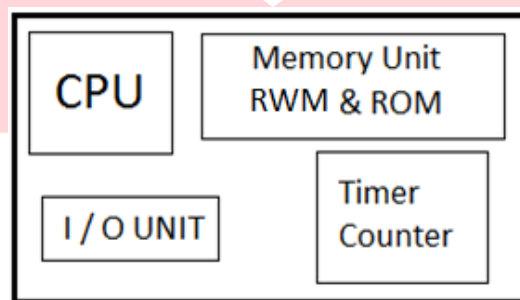 CPU
Memory Unit
RWM & ROM
I / O UNIT
Timer
Counter